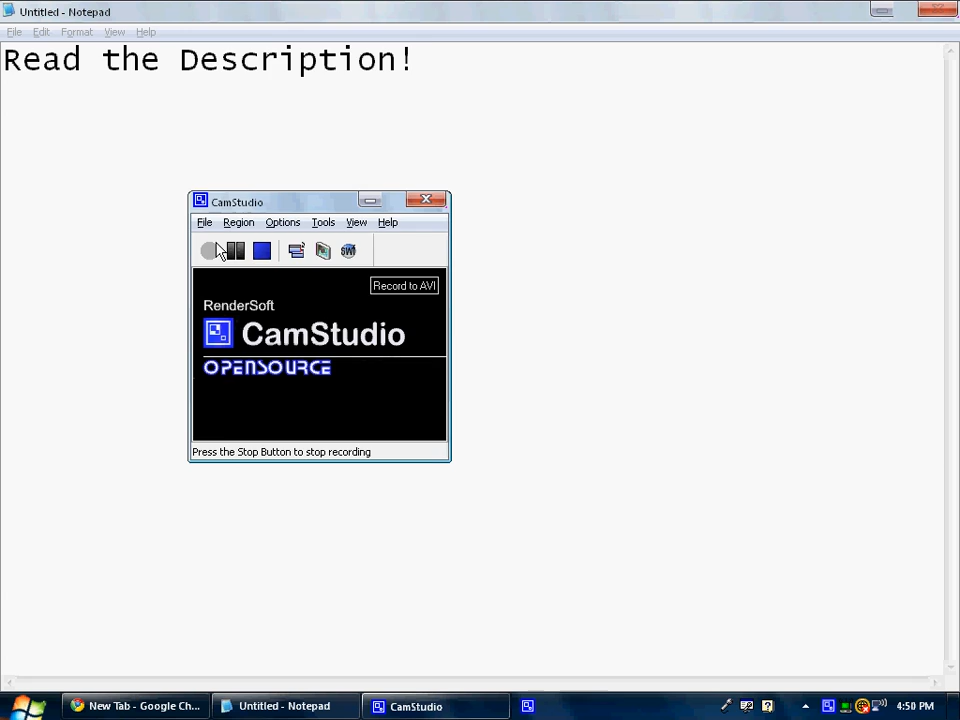 Untitled - Notepad
File Edit Format View Help
Read the Description!
CamStudio
File Region Options Tools View Help
SWF
Record to AVI
RenderSoft
CamStudio
OPENSOURCE
Press the Stop Button to stop recording
New Tab - Google Ch...
Untitled - Notepad
CamStudio
4:50 PM